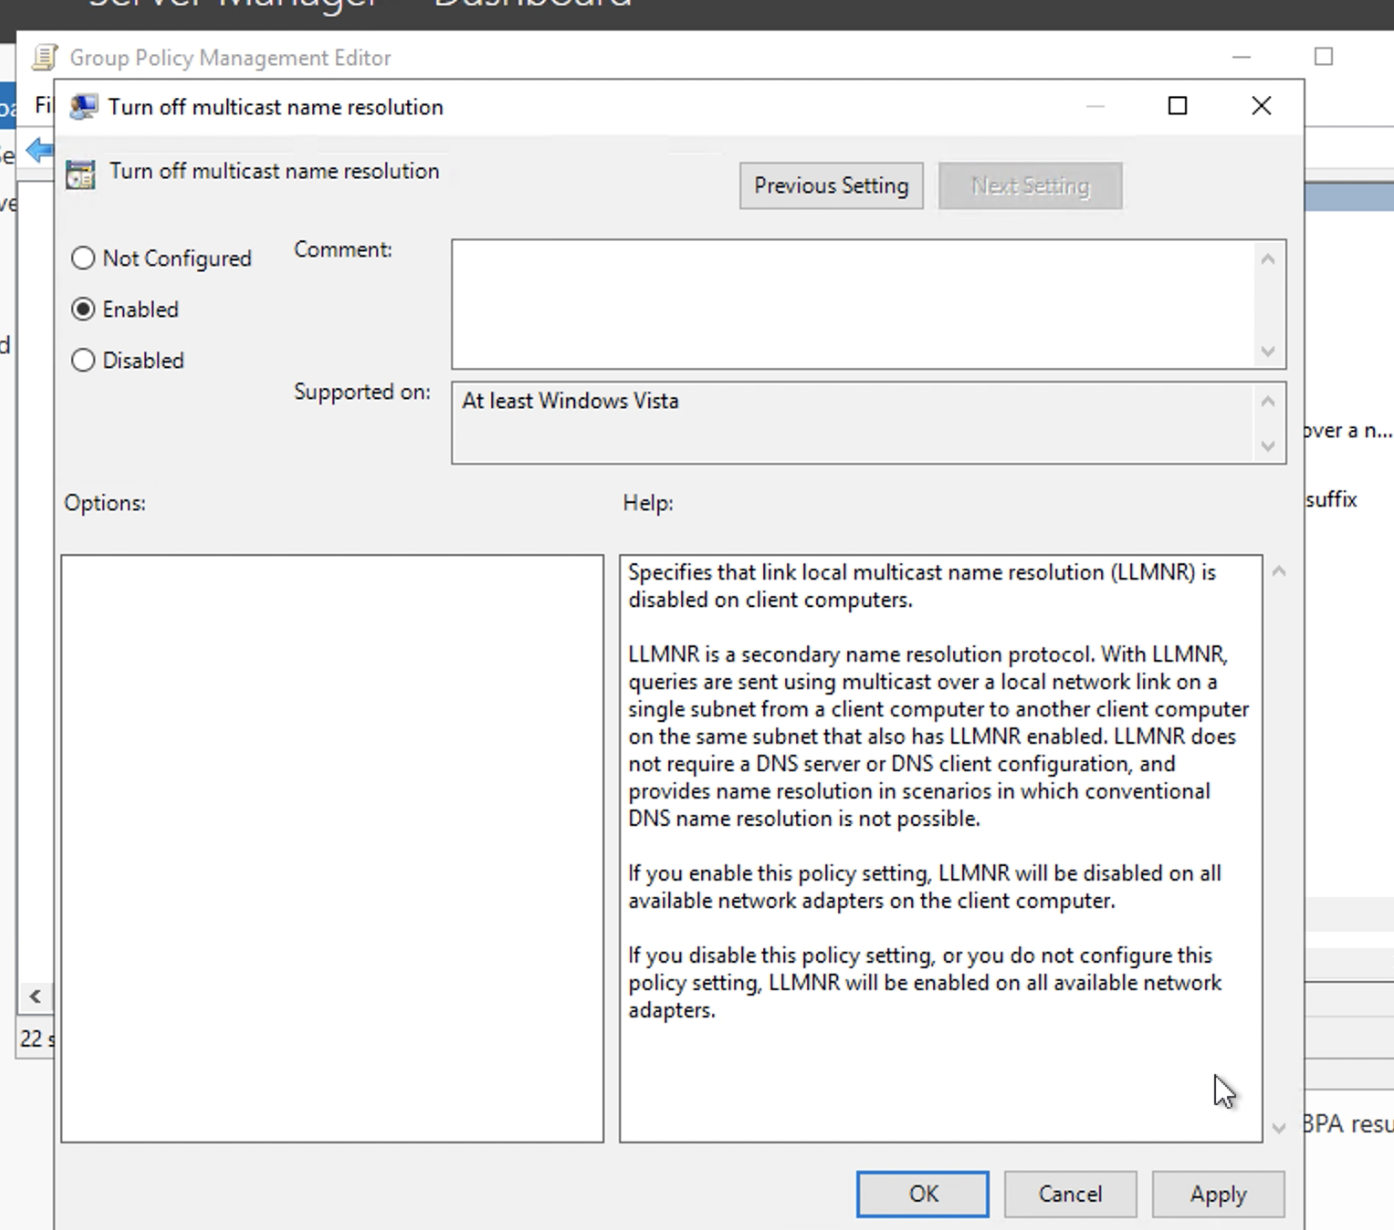 Server Manager Dashboard
Group Policy Management Editor
Turn off multicast name resolution
Turn off multicast name resolution
Previous Setting
Next Setting
Not Configured
Enabled
Disabled
Comment:
Supported on:
At least Windows Vista
over a n...
suffix
Options:
Help:
Specifies that link local multicast name resolution (LLMNR) is
disabled on client computers.
LLMNR is a secondary name resolution protocol. With LLMNR,
queries are sent using multicast over a local network link on a
single subnet from a client computer to another client computer
on the same subnet that also has LLMNR enabled. LLMNR does
not require a DNS server or DNS client configuration, and
provides name resolution in scenarios in which conventional
DNS name resolution is not possible.
If you enable this policy setting, LLMNR will be disabled on all
available network adapters on the client computer.
If you disable this policy setting, or you do not configure this
policy setting, LLMNR will be enabled on all available network
adapters.
22 s
BPA resu
OK
Cancel
Apply